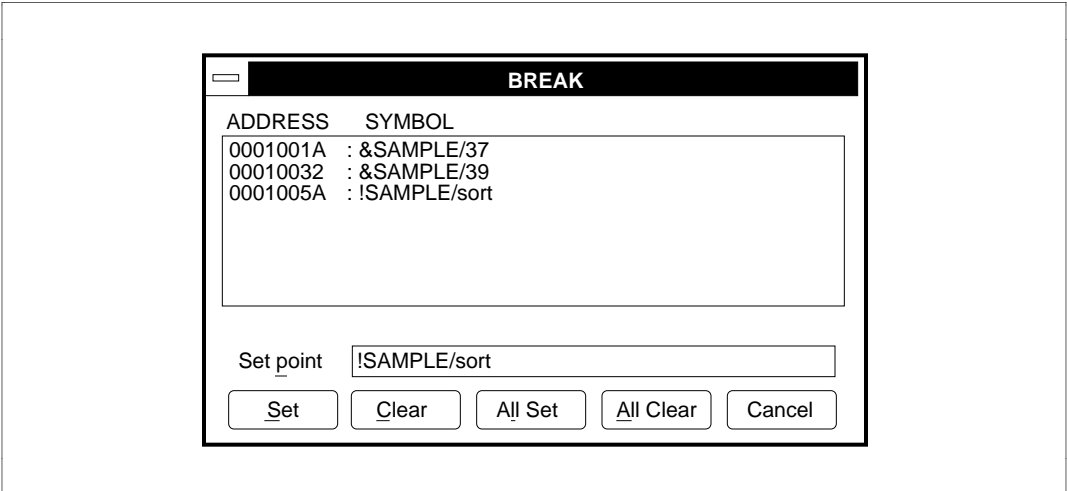 BREAK
ADDRESS SYMBOL
0001001A : &SAMPLE/37
00010032 : &SAMPLE/39
0001005A : !SAMPLE/sort
Set point !SAMPLE/sort
Set Clear All Set All Clear Cancel